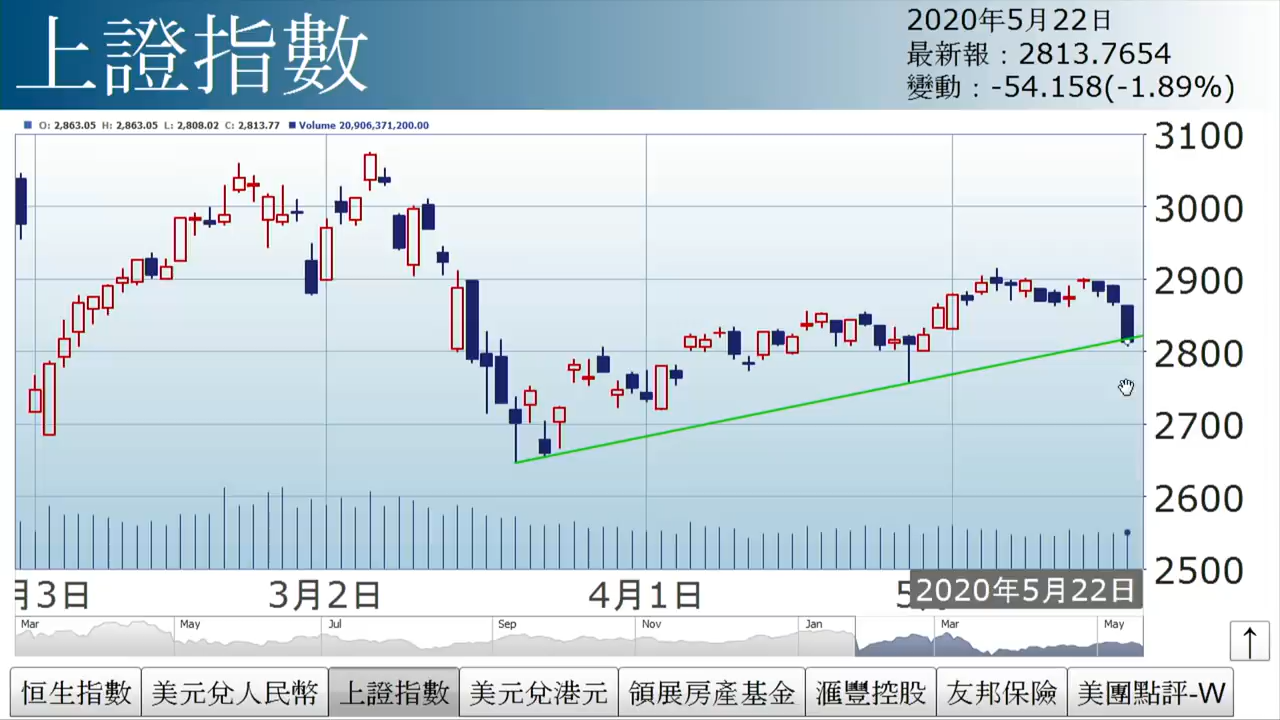 上證指數
2020年5月22日
最新報：2813.7654
變動：-54.158(-1.89%)
O: 2,863.05 H: 2,863.05 L: 2,808.02 C: 2,813.77 Volume 20,906,371,200.00
3100
3000
2900
2800
2700
2600
2500
月3日 3月2日 4月1日 2020年5月22日
Mar May Jul Sep Nov Jan Mar May
↑
恒生指數 美元兌人民幣 上證指數 美元兌港元 領展房產基金 滙豐控股 友邦保險 美團點評-W